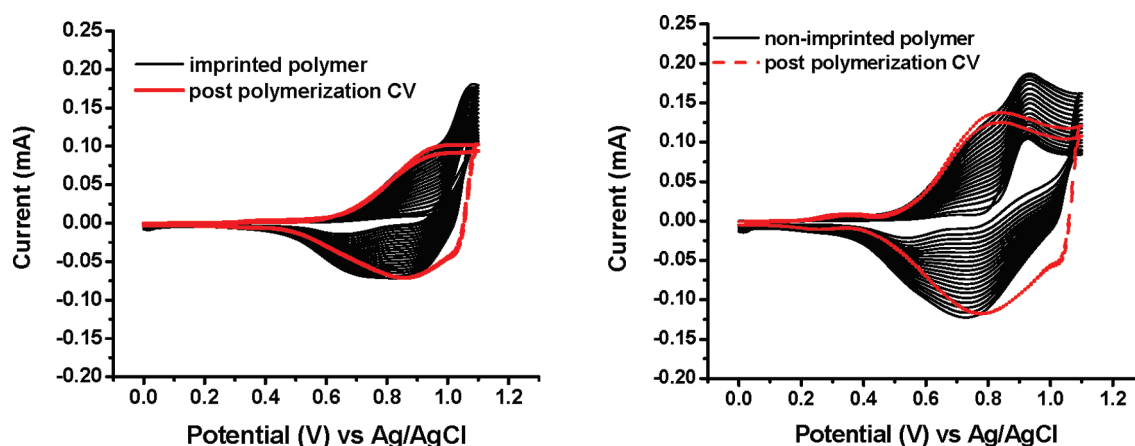 0.25
0.20
0.15
0.10
0.05
0.00
-0.05
-0.10
-0.15
-0.20
Current (mA)
imprinted polymer
post polymerization CV
0.0 0.2 0.4 0.6 0.8 1.0 1.2
Potential (V) vs Ag/AgCl
0.25
0.20
0.15
0.10
0.05
0.00
-0.05
-0.10
-0.15
-0.20
Current (mA)
non-imprinted polymer
post polymerization CV
0.0 0.2 0.4 0.6 0.8 1.0 1.2
Potential (V) vs Ag/AgCl